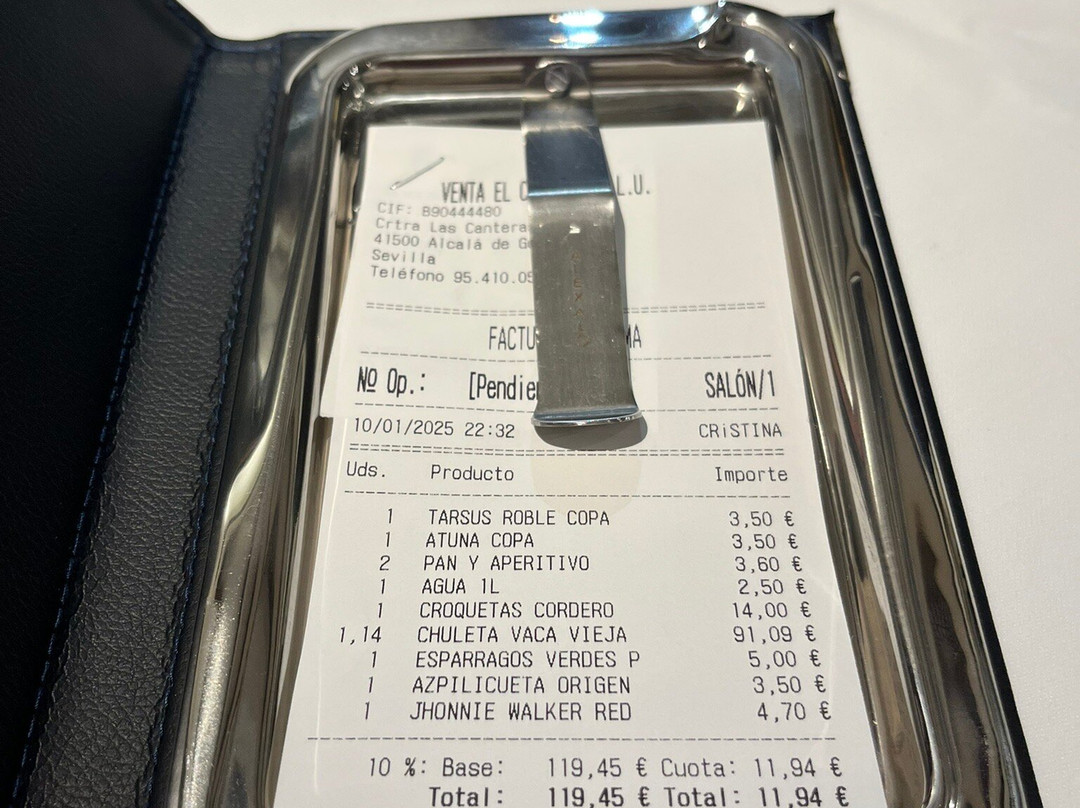 VENTA EL L.U.
CIF: B90444480
Crtra Las Cantera
41500 Alcalá de G
Sevilla
Teléfono 95.410.05
FACTU MA
Nº Op.: [Pendie SALÓN/1
10/01/2025 22:32 CRiSTINA
Uds. Producto Importe
1 TARSUS ROBLE COPA 3,50 €
1 ATUNA COPA 3,50 €
2 PAN Y APERITIVO 3,60 €
1 AGUA 1L 2,50 €
1 CROQUETAS CORDERO 14,00 €
1,14 CHULETA VACA VIEJA 91,09 €
1 ESPARRAGOS VERDES P 5,00 €
1 AZPILICUETA ORIGEN 3,50 €
1 JHONNIE WALKER RED 4,70 €
10 %: Base: 119,45 € Cuota: 11,94 €
Total: 119,45 € Total: 11,94 €